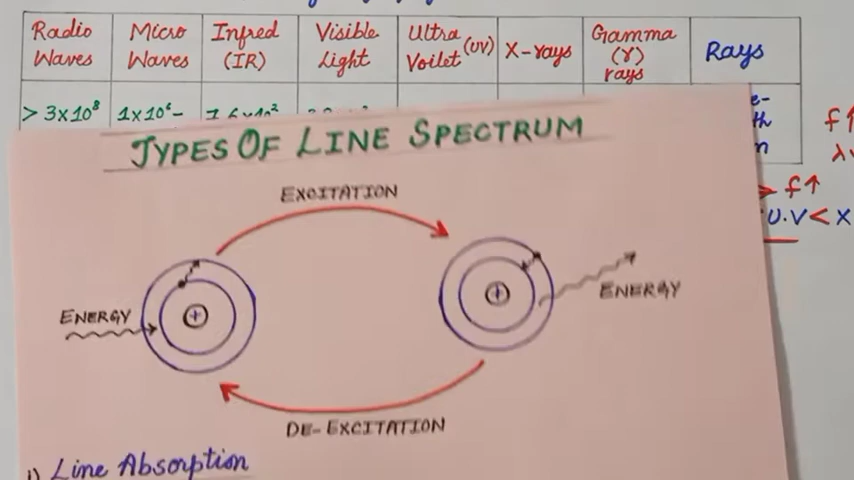 Radio Waves
Micro Waves
Infred (IR)
Visible Light
Ultra Voilet (UV)
X-rays
Gamma (γ) rays
Rays
> 3x10⁸
1x10⁶-
TYPES OF LINE SPECTRUM
EXCITATION
ENERGY
+
+
ENERGY
DE-EXCITATION
1) Line Absorption
f↑
f↑
U.V < X